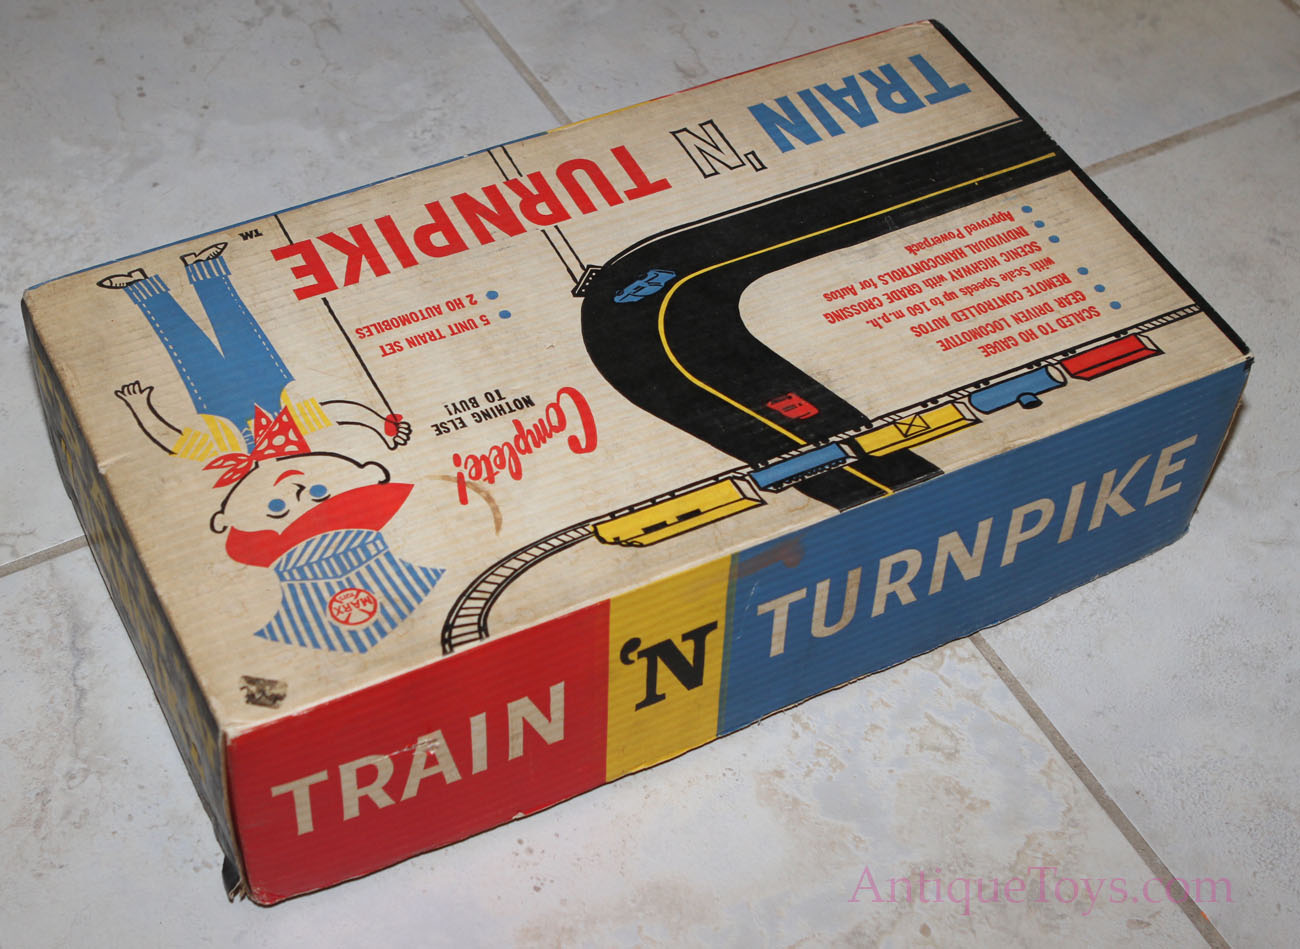 TRAIN 'N' TURNPIKE
TM
SCALED TO HO GAUGE
GEAR DRIVEN LOCOMOTIVE
REMOTE CONTROLLED AUTOS
with Scale Speeds up to 160 m.p.h.
SCENIC HIGHWAY with GRADE CROSSING
INDIVIDUAL HANDCONTROLS for Autos
Approved Powerpack
5 UNIT TRAIN SET
2 HO AUTOMOBILES
Complete!
NOTHING ELSE
TO BUY!
MARX
TOYS
TRAIN 'N TURNPIKE
AntiqueToys.com